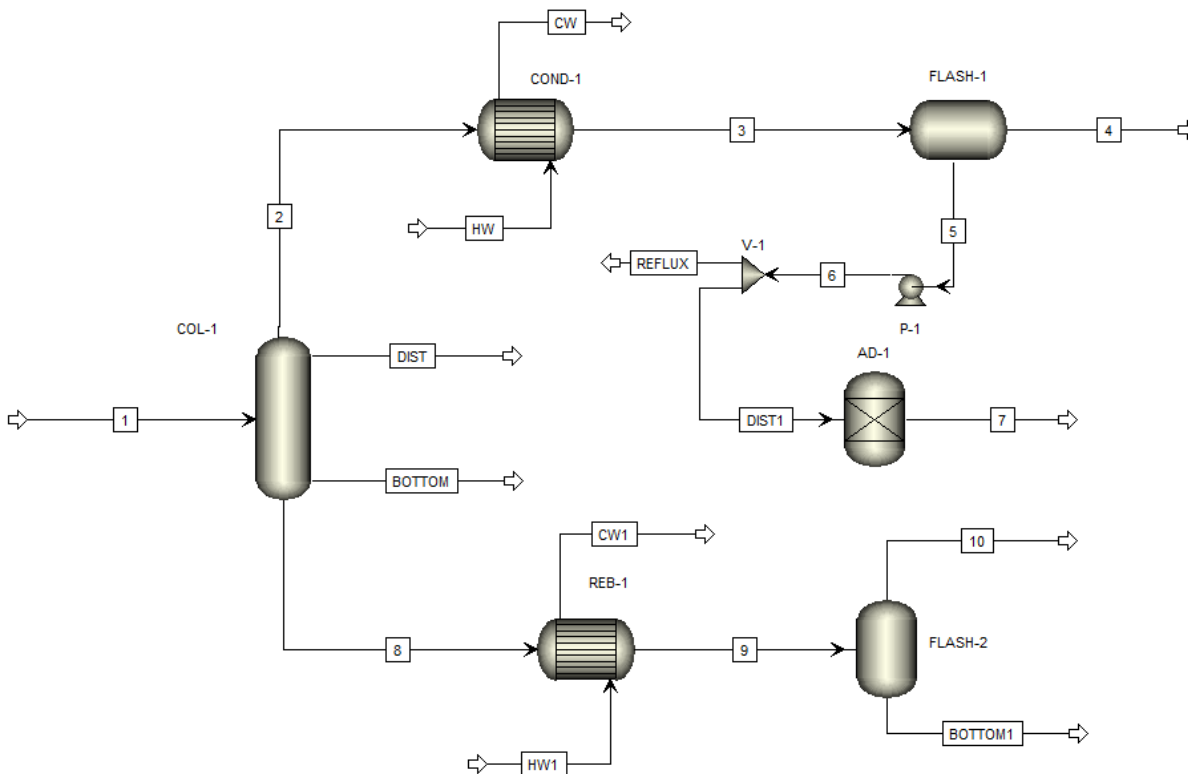 CW
COND-1
FLASH-1
3
4
2
HW
5
V-1
REFLUX
6
P-1
COL-1
DIST
AD-1
1
DIST1
7
BOTTOM
CW1
10
REB-1
8
9
FLASH-2
BOTTOM1
HW1